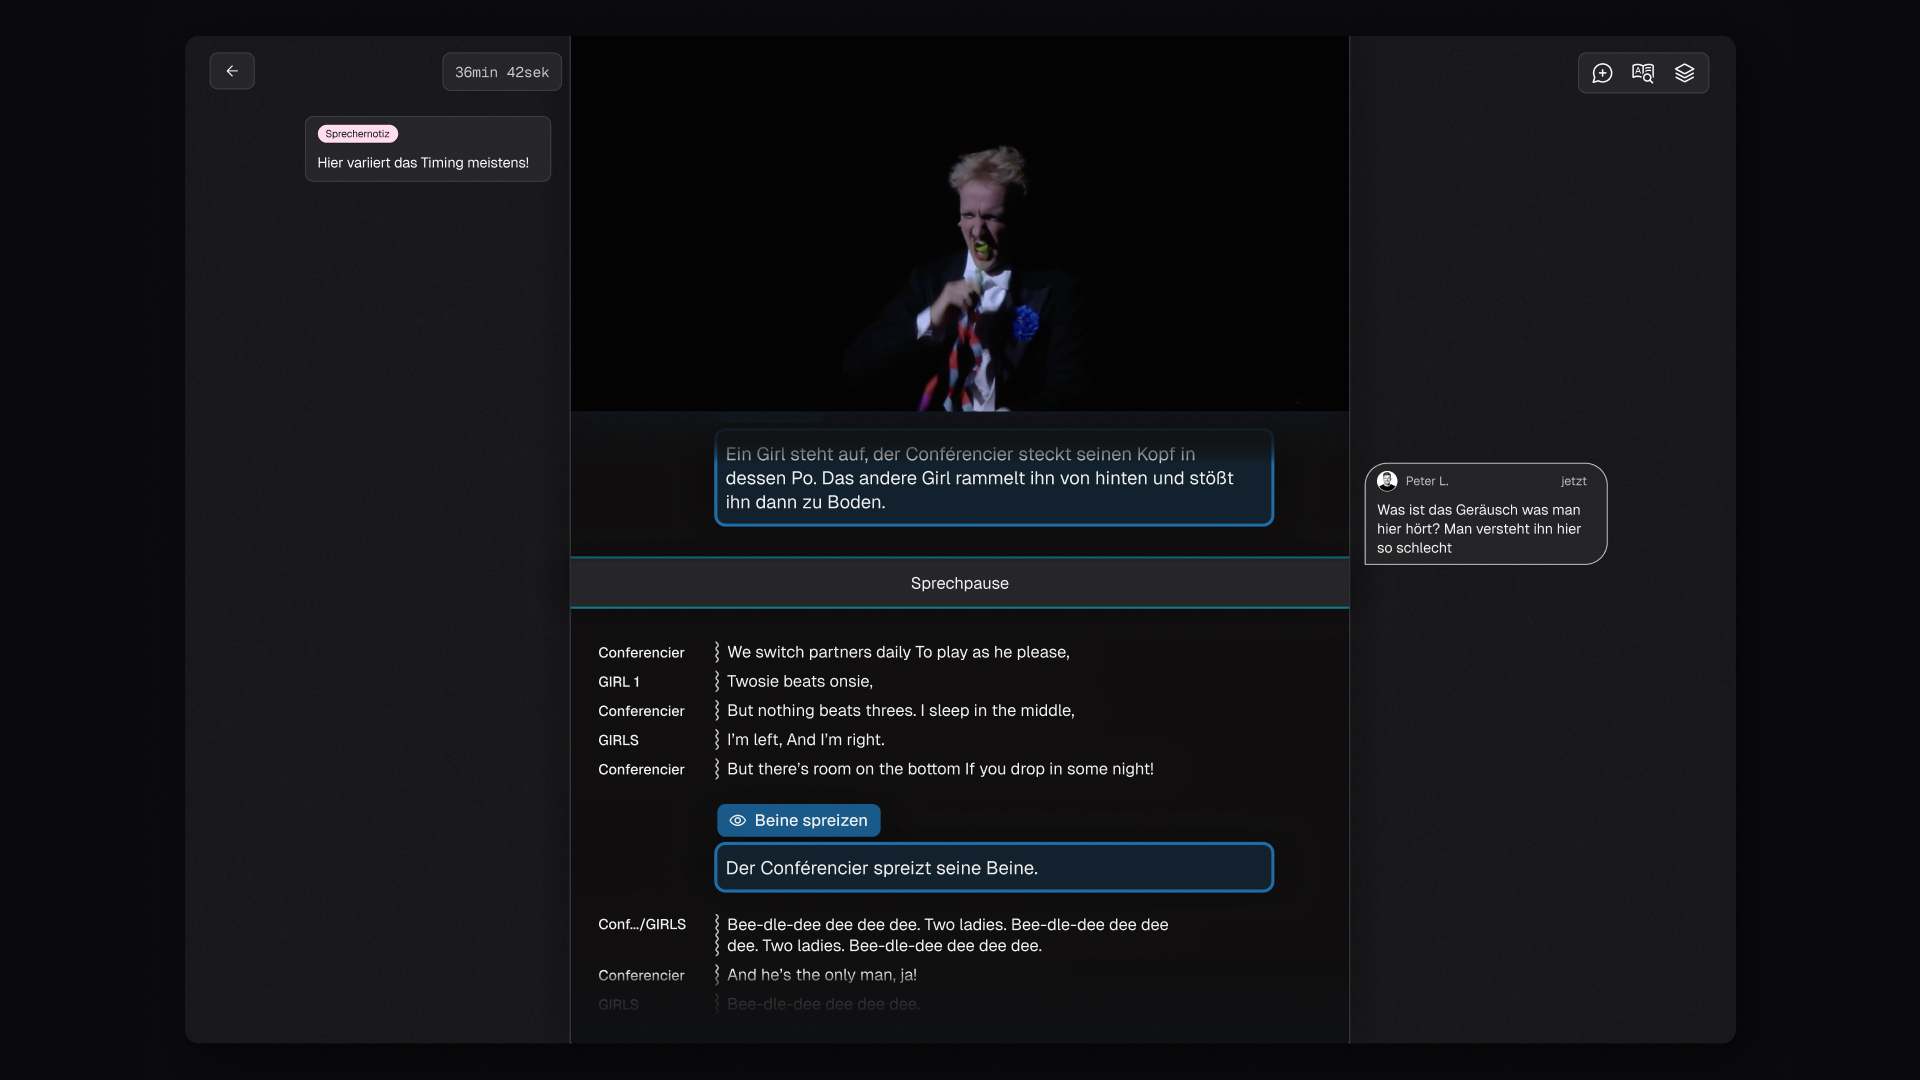 36min 42sek
Sprechernotiz
Hier variiert das Timing meistens!
Ein Girl steht auf, der Conférencier steckt seinen Kopf in
dessen Po. Das andere Girl rammelt ihn von hinten und stößt
ihn dann zu Boden.
Peter L. jetzt
Was ist das Geräusch was man
hier hört? Man versteht ihn hier
so schlecht
Sprechpause
Conferencier We switch partners daily To play as he please,
GIRL 1 Twosie beats onsie,
Conferencier But nothing beats threes. I sleep in the middle,
GIRLS I'm left, And I'm right.
Conferencier But there's room on the bottom If you drop in some night!
Beine spreizen
Der Conférencier spreizt seine Beine.
Conf.../GIRLS Bee-dle-dee dee dee dee. Two ladies. Bee-dle-dee dee dee
dee. Two ladies. Bee-dle-dee dee dee dee.
Conferencier And he's the only man, ja!
GIRLS Bee-dle-dee dee dee dee.